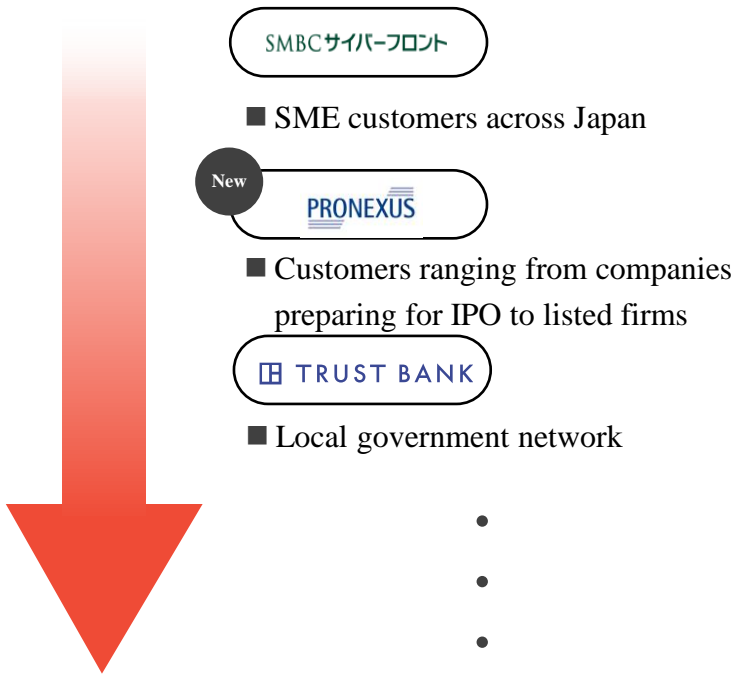 SMBCサイバーフロント
■ SME customers across Japan
New
PRONEXUS
■ Customers ranging from companies
preparing for IPO to listed firms
TRUST BANK
■ Local government network
•
•
•